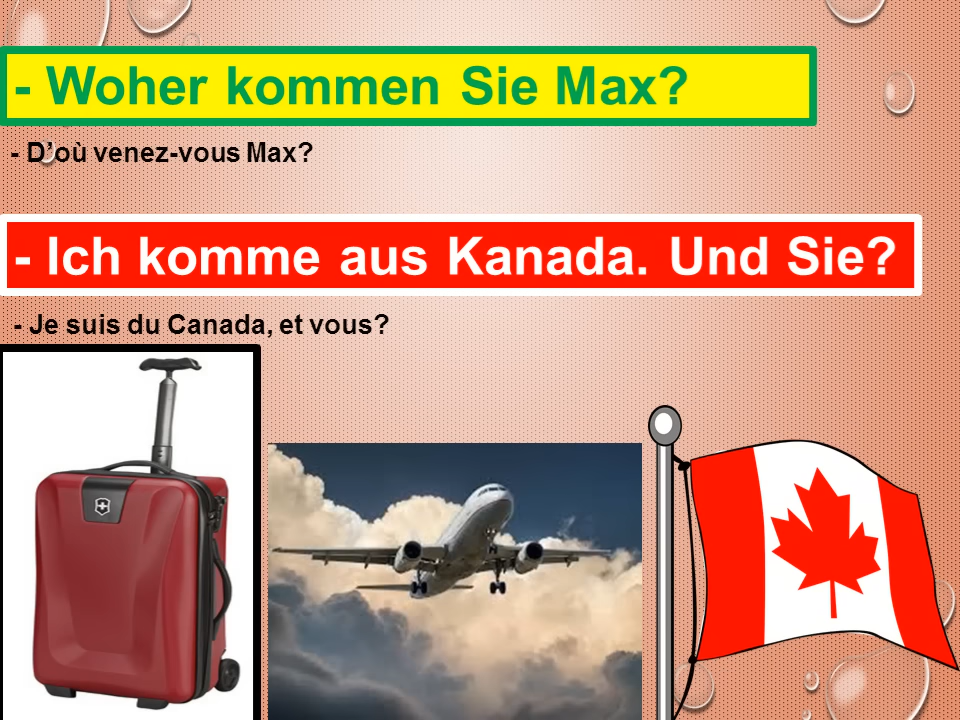 - Woher kommen Sie Max?
- D’où venez-vous Max?
- Ich komme aus Kanada. Und Sie?
- Je suis du Canada, et vous?